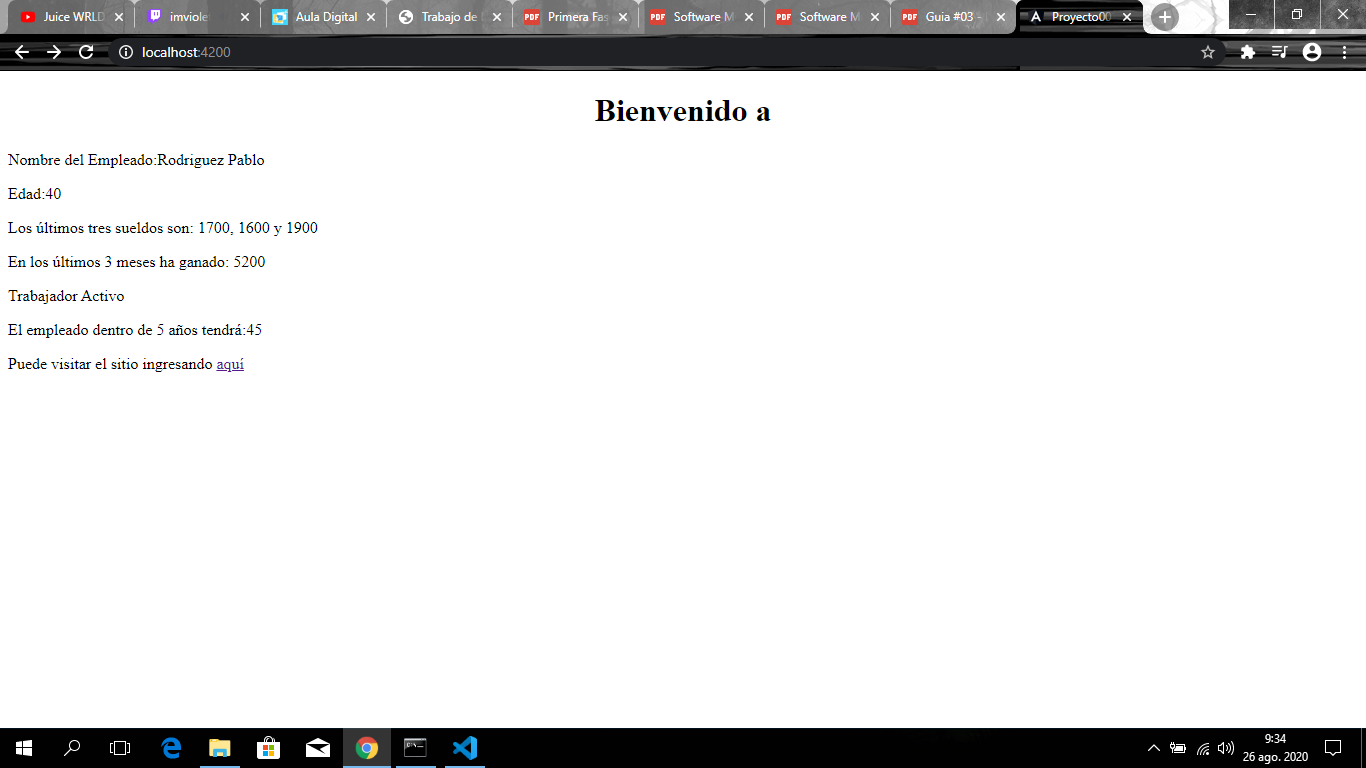 Juice WRLD
imviole
Aula Digital
Trabajo de
Primera Fas
Software M
Software M
Guia #03 -
Proyecto00
localhost:4200
Bienvenido a
Nombre del Empleado:Rodriguez Pablo
Edad:40
Los últimos tres sueldos son: 1700, 1600 y 1900
En los últimos 3 meses ha ganado: 5200
Trabajador Activo
El empleado dentro de 5 años tendrá:45
Puede visitar el sitio ingresando aquí
9:34
26 ago. 2020